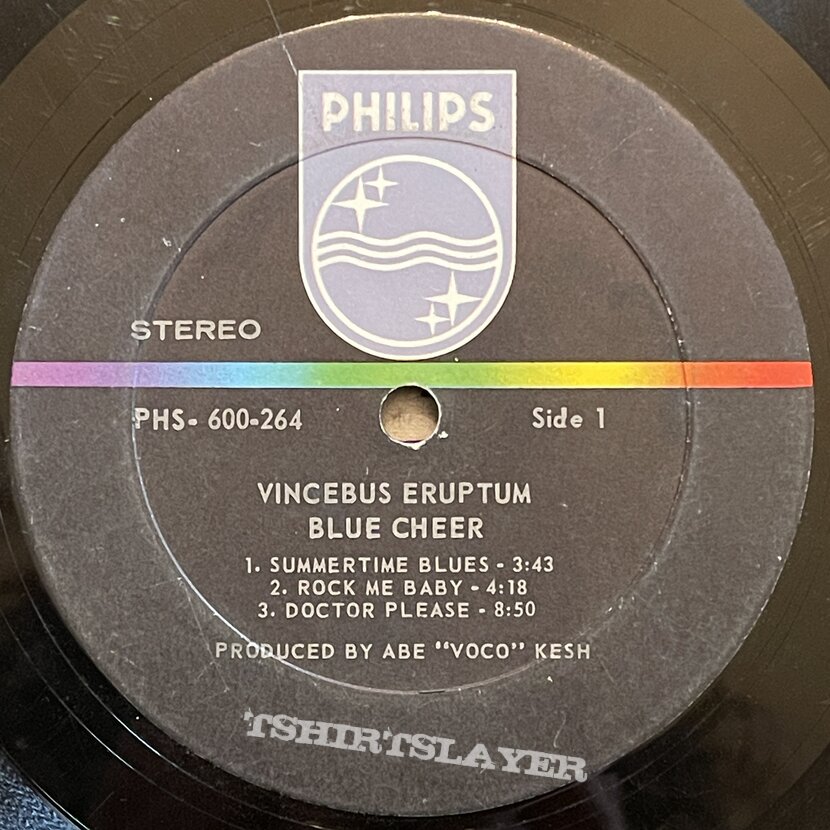 PHILIPS
STEREO
PHS- 600-264 Side 1
VINCEBUS ERUPTUM
BLUE CHEER
1. SUMMERTIME BLUES - 3:43
2. ROCK ME BABY - 4:18
3. DOCTOR PLEASE - 8:50
PRODUCED BY ABE "VOCO" KESH
TSHIRTSLAYER